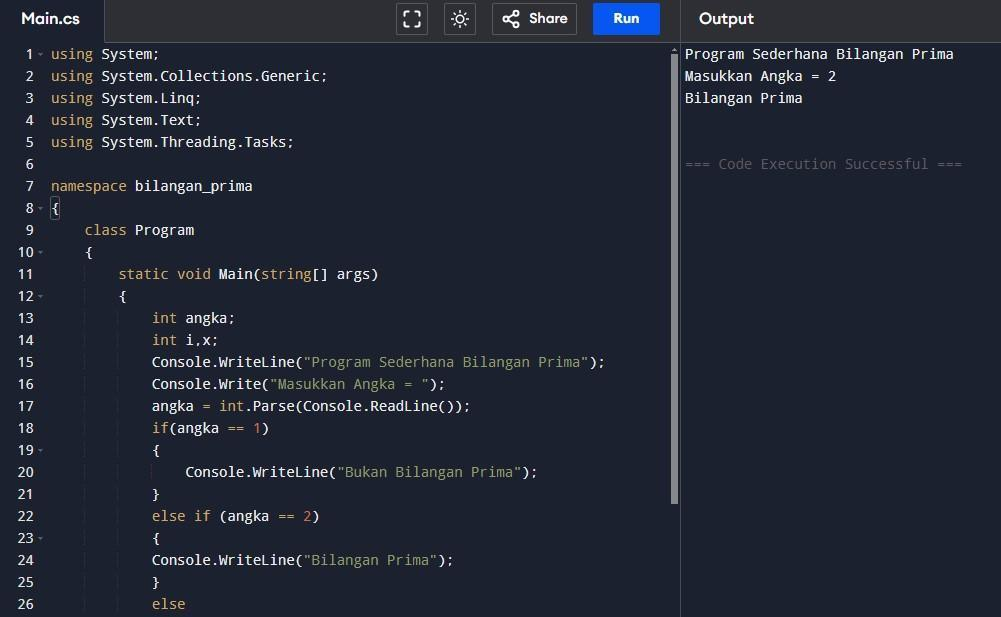 Main.cs
Share
Run
Output
1 using System;
2 using System.Collections.Generic;
3 using System.Linq;
4 using System.Text;
5 using System.Threading.Tasks;
6
7 namespace bilangan_prima
8 {
9 class Program
10 {
11 static void Main(string[] args)
12 {
13 int angka;
14 int i,x;
15 Console.WriteLine("Program Sederhana Bilangan Prima");
16 Console.Write("Masukkan Angka = ");
17 angka = int.Parse(Console.ReadLine());
18 if(angka == 1)
19 {
20 Console.WriteLine("Bukan Bilangan Prima");
21 }
22 else if (angka == 2)
23 {
24 Console.WriteLine("Bilangan Prima");
25 }
26 else
Program Sederhana Bilangan Prima
Masukkan Angka = 2
Bilangan Prima
=== Code Execution Successful ===